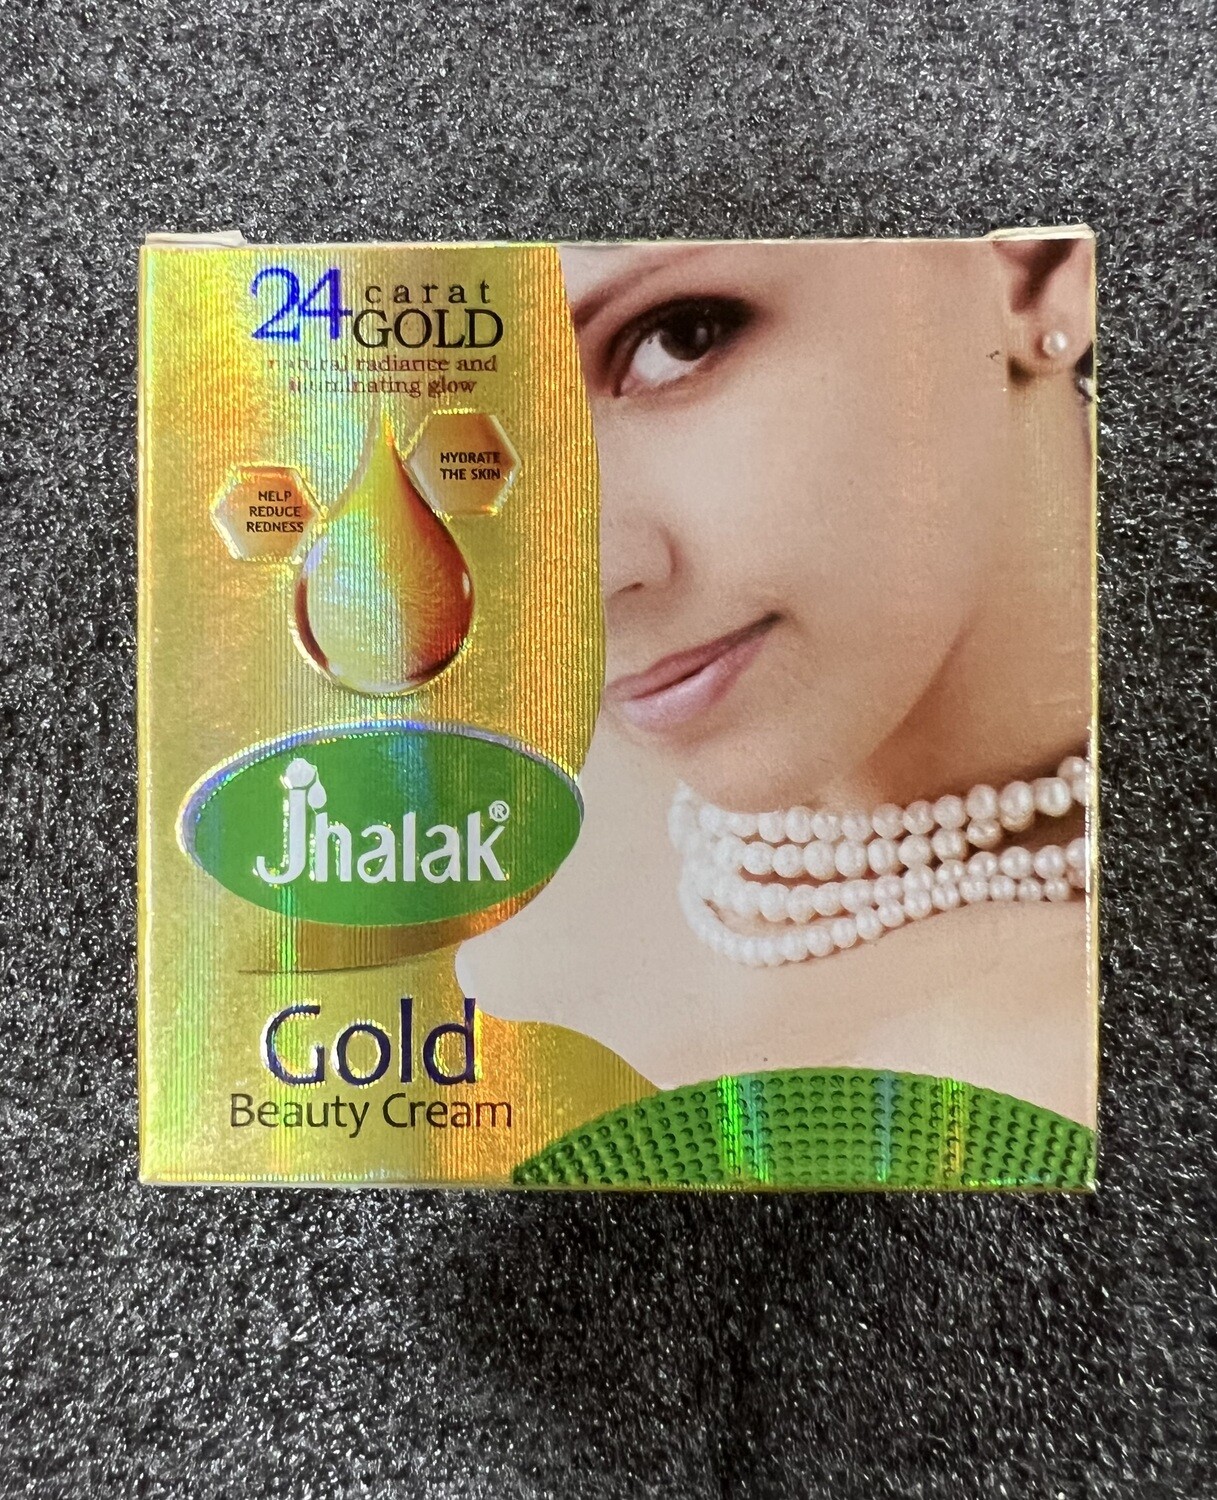 24 carat
GOLD
natural radiance and
illuminating glow
HYDRATE
THE SKIN
HELP
REDUCE
REDNESS
Jhalak®
Gold
Beauty Cream